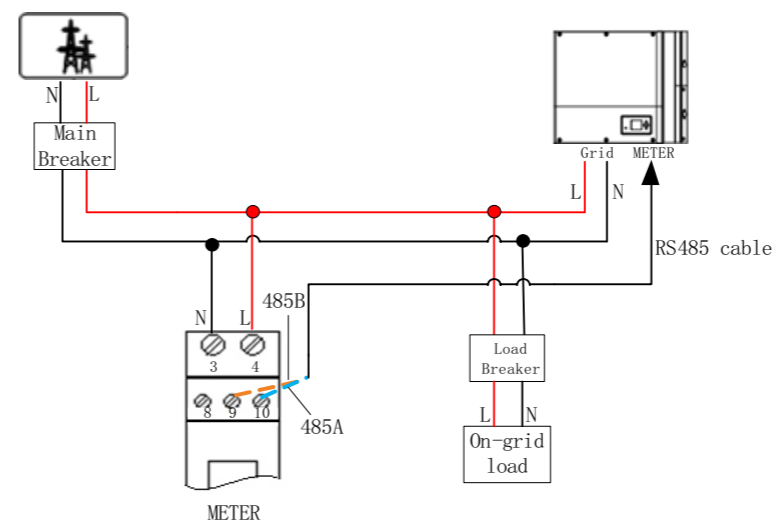 N L
Main
Breaker
Grid METER
L N
RS485 cable
485B
N L
3 4
8 9 10
485A
Load
Breaker
L N
On-grid
load
METER